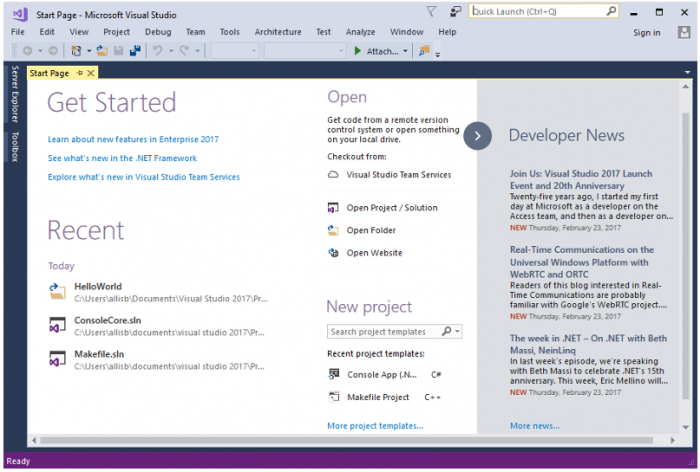 Start Page - Microsoft Visual Studio
Quick Launch (Ctrl+Q)
File Edit View Project Debug Team Tools Architecture Test Analyze Window Help
Sign in
Attach...
Server Explorer
Toolbox
Start Page
Get Started
Learn about new features in Enterprise 2017
See what's new in the .NET Framework
Explore what's new in Visual Studio Team Services
Recent
Today
HelloWorld
C:\Users\allisb\Documents\Visual Studio 2017\Pr...
ConsoleCore.sln
C:\Users\allisb\Documents\visual studio 2017\Pr...
Makefile.sln
C:\Users\allisb\Documents\visual studio 2017\Pr...
Open
Get code from a remote version
control system or open something
on your local drive.
Checkout from:
Visual Studio Team Services
Open Project / Solution
Open Folder
Open Website
New project
Search project templates
Recent project templates:
Console App (.N... C#
Makefile Project C++
More project templates...
Developer News
Join Us: Visual Studio 2017 Launch
Event and 20th Anniversary
Twenty-five years ago, I started my first
day at Microsoft as a developer on the
Access team, and then as a developer on...
NEW Thursday, February 23, 2017
Real-Time Communications on the
Universal Windows Platform with
WebRTC and ORTC
Readers of this blog interested in Real-
Time Communications are probably
familiar with Google's WebRTC project....
NEW Thursday, February 23, 2017
The week in .NET – On .NET with Beth
Massi, NeinLinq
In last week's episode, we're speaking
with Beth Massi to celebrate .NET's 15th
anniversary. This week, Eric Mellino will...
NEW Thursday, February 23, 2017
More news...
Ready